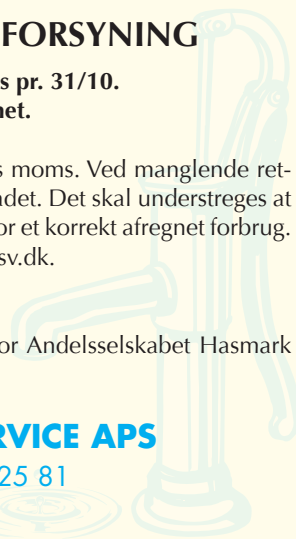 FORSYNING
s pr. 31/10.
net.
s moms. Ved manglende ret-
adet. Det skal understreges at
or et korrekt afregnet forbrug.
sv.dk.
or Andelsselskabet Hasmark
RVICE APS
25 81